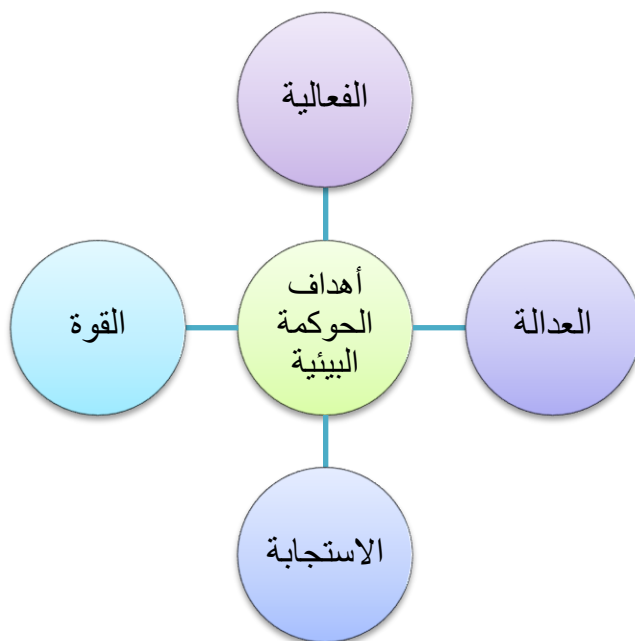 الفعالية
أهداف
الحوكمة
البيئية
العدالة
القوة
الاستجابة